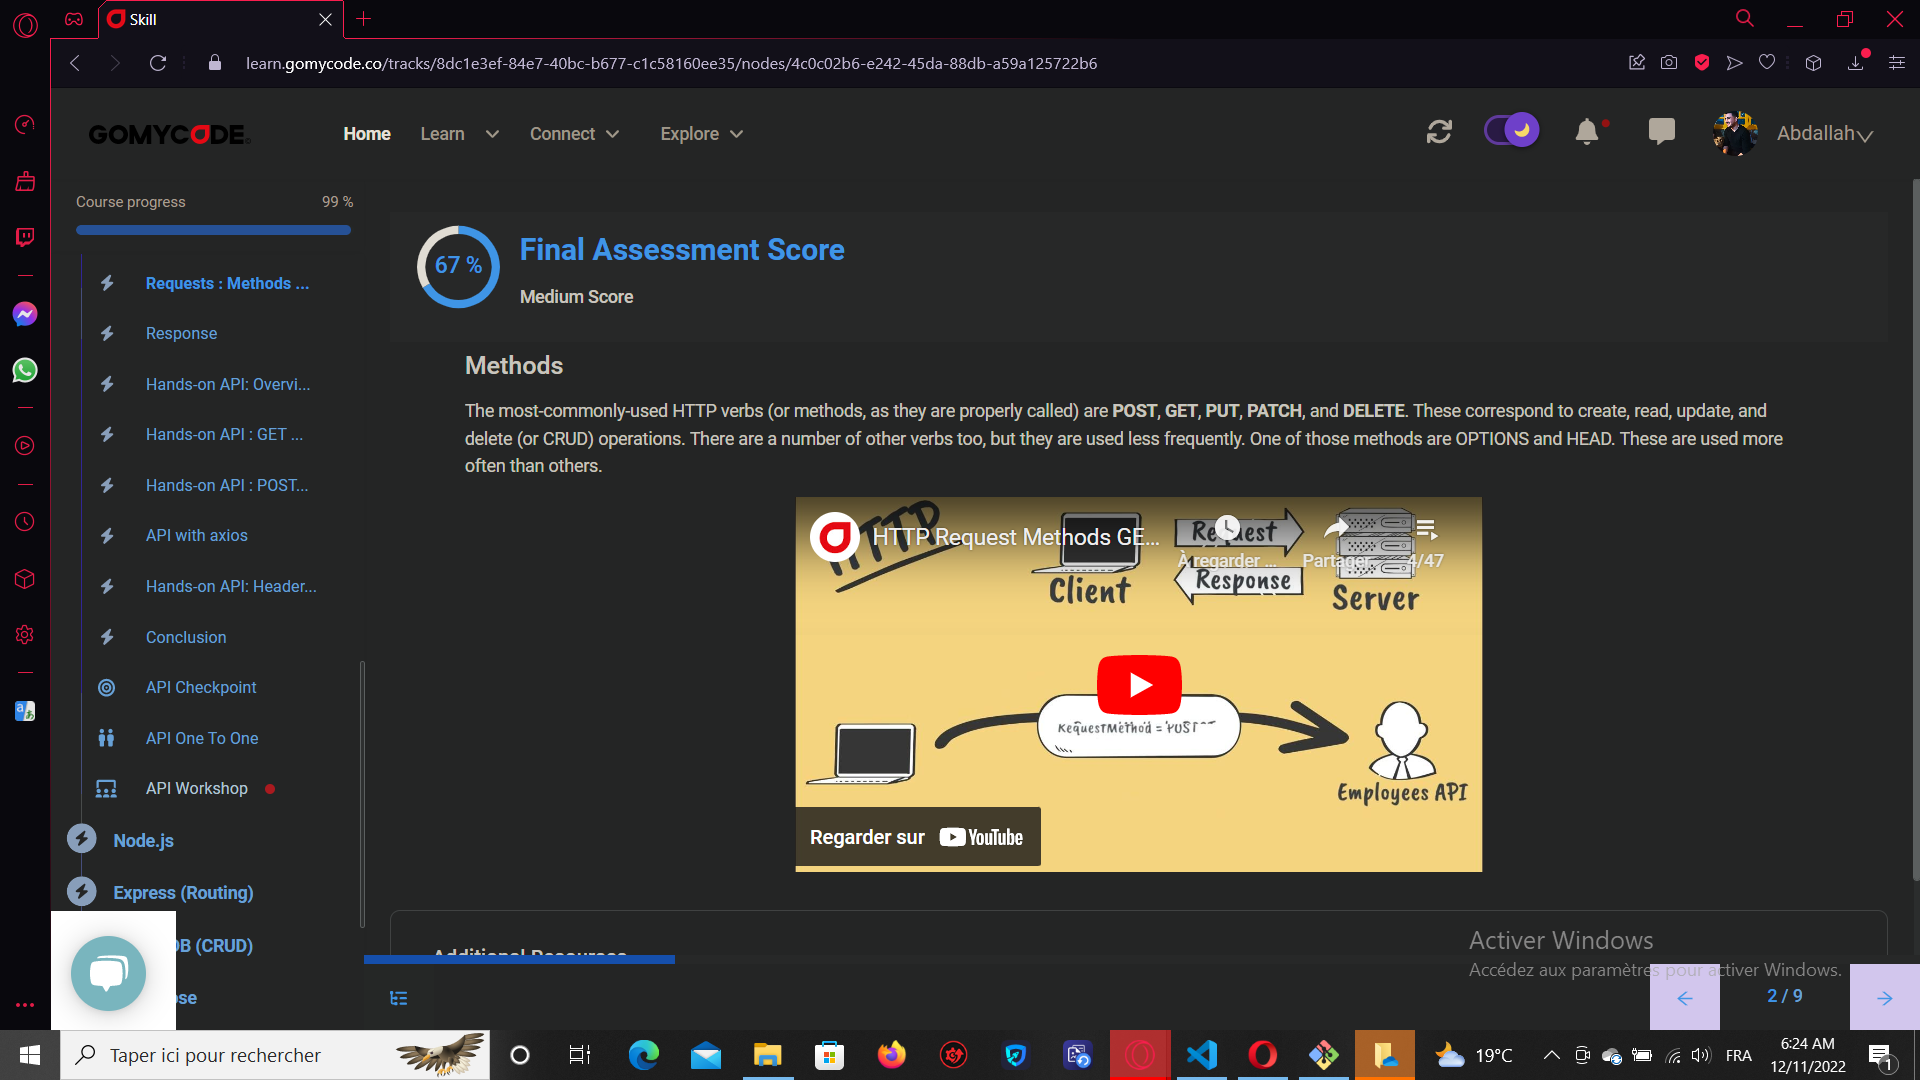 Skill
learn.gomycode.co/tracks/8dc1e3ef-84e7-40bc-b677-c1c58160ee35/nodes/4c0c02b6-e242-45da-88db-a59a125722b6
GOMYCODE
Home
Learn
Connect
Explore
Abdallah
Course progress
99 %
Requests : Methods ...
Response
Hands-on API: Overvi...
Hands-on API : GET ...
Hands-on API : POST...
API with axios
Hands-on API: Header...
Conclusion
API Checkpoint
API One To One
API Workshop
Node.js
Express (Routing)
DB (CRUD)
ose
67 %
Final Assessment Score
Medium Score
Methods
The most-commonly-used HTTP verbs (or methods, as they are properly called) are POST, GET, PUT, PATCH, and DELETE. These correspond to create, read, update, and
delete (or CRUD) operations. There are a number of other verbs too, but they are used less frequently. One of those methods are OPTIONS and HEAD. These are used more
often than others.
HTTP
HTTP Request Methods GE...
Request
À regarder ...
Partager
4/47
Response
Client
Server
RequestMethod = 'POST'
Employees API
Regarder sur YouTube
Additional Resources
Activer Windows
Accédez aux paramètres pour activer Windows.
2 / 9
Taper ici pour rechercher
19°C
FRA
6:24 AM
12/11/2022
1